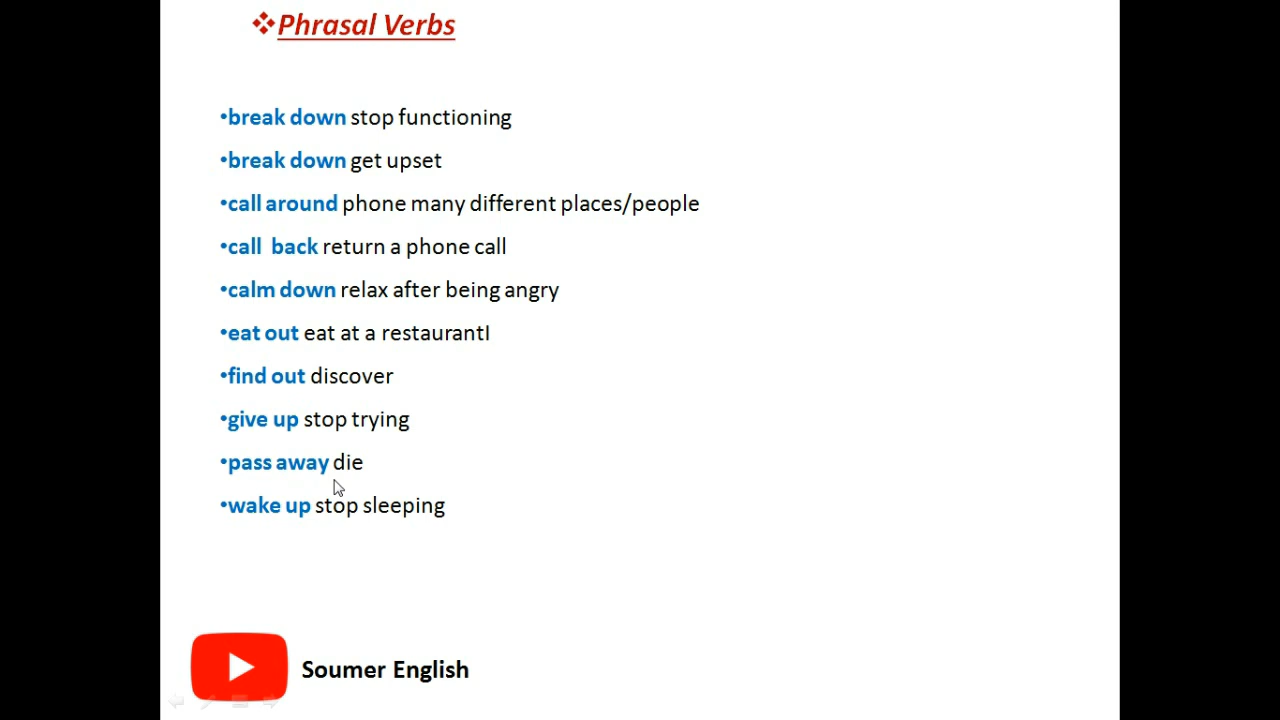 ❖Phrasal Verbs
•break down stop functioning
•break down get upset
•call around phone many different places/people
•call  back return a phone call
•calm down relax after being angry
•eat out eat at a restaurantI
•find out discover
•give up stop trying
•pass away die
•wake up stop sleeping
Soumer English